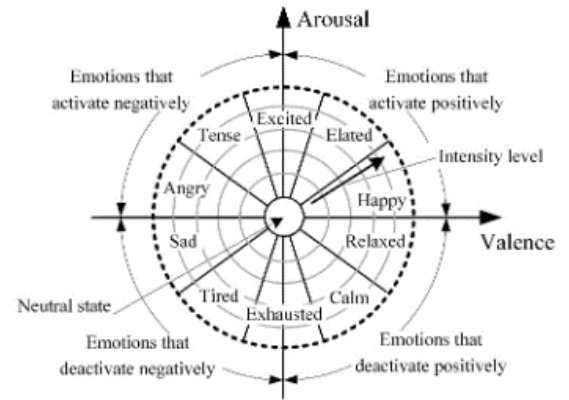 Arousal
Emotions that
activate negatively
Emotions that
activate positively
Excited
Tense
Elated
Intensity level
Angry
Happy
Sad
Relaxed
Valence
Tired
Calm
Neutral state
Exhausted
Emotions that
deactivate negatively
Emotions that
deactivate positively